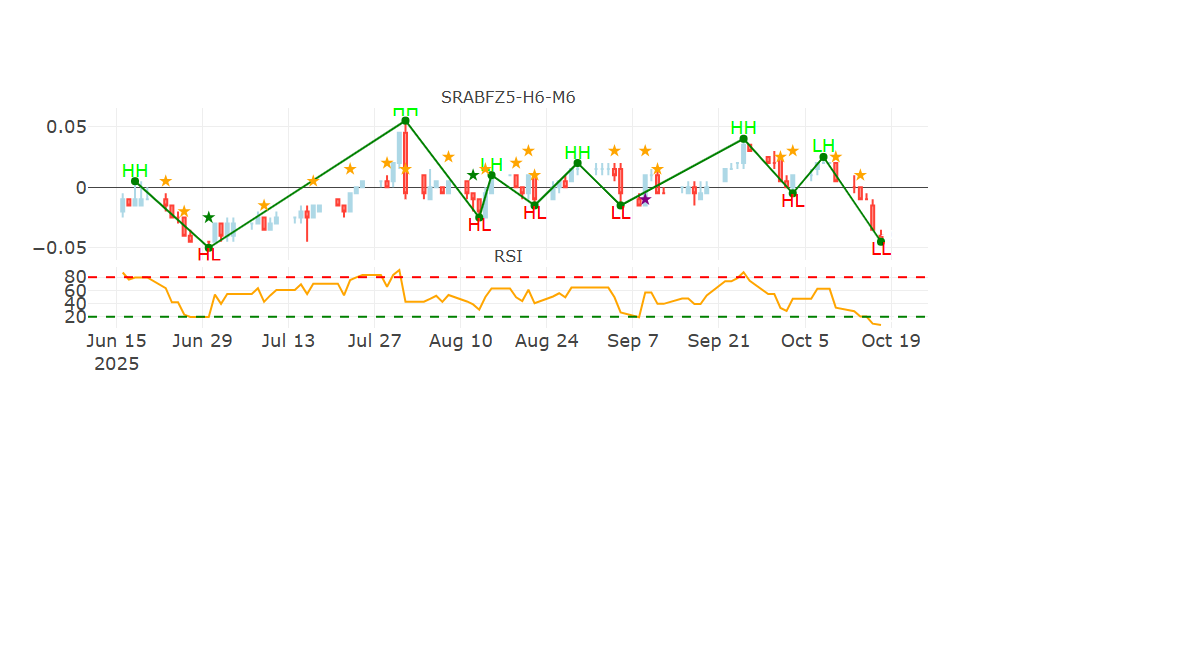 SRABFZ5-H6-M6
0.05
0
−0.05
HH
HL
HH
HL
LH
HL
HH
LL
HH
HL
LH
LL
RSI
80
60
40
20
Jun 15
2025
Jun 29
Jul 13
Jul 27
Aug 10
Aug 24
Sep 7
Sep 21
Oct 5
Oct 19